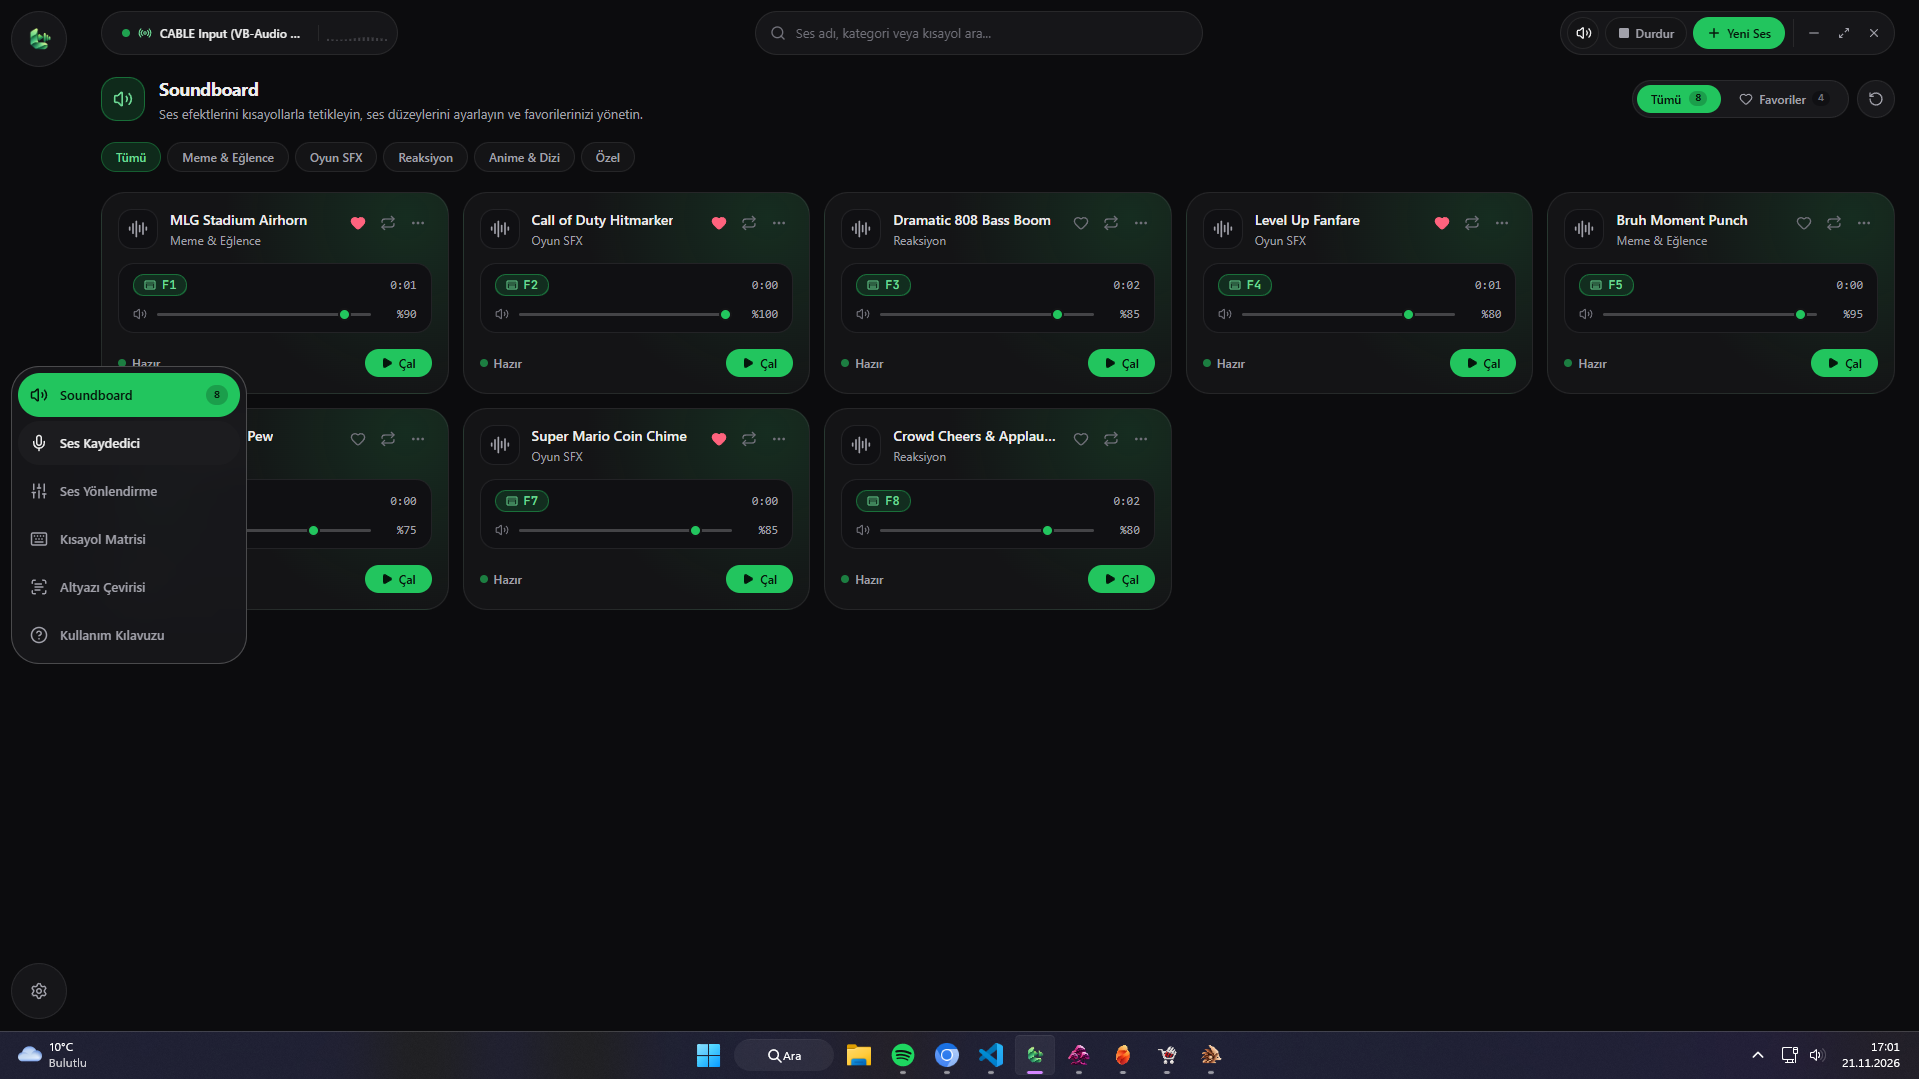 CABLE Input (VB-Audio ...
Ses adı, kategori veya kısayol ara...
Durdur
Yeni Ses
Soundboard
Ses efektlerini kısayollarla tetikleyin, ses düzeylerini ayarlayın ve favorilerinizi yönetin.
Tümü 8
Favoriler 4
Tümü
Meme & Eğlence
Oyun SFX
Reaksiyon
Anime & Dizi
Özel
MLG Stadium Airhorn
Meme & Eğlence
F1
0:01
%90
Hazır
Çal
Call of Duty Hitmarker
Oyun SFX
F2
0:00
%100
Hazır
Çal
Dramatic 808 Bass Boom
Reaksiyon
F3
0:02
%85
Hazır
Çal
Level Up Fanfare
Oyun SFX
F4
0:01
%80
Hazır
Çal
Bruh Moment Punch
Meme & Eğlence
F5
0:00
%95
Hazır
Çal
Soundboard 8
Ses Kaydedici
Ses Yönlendirme
Kısayol Matrisi
Altyazı Çevirisi
Kullanım Kılavuzu
Pew
0:00
%75
Çal
Super Mario Coin Chime
Oyun SFX
F7
0:00
%85
Hazır
Çal
Crowd Cheers & Applau...
Reaksiyon
F8
0:02
%80
Hazır
Çal
10°C
Bulutlu
Ara
17:01
21.11.2026